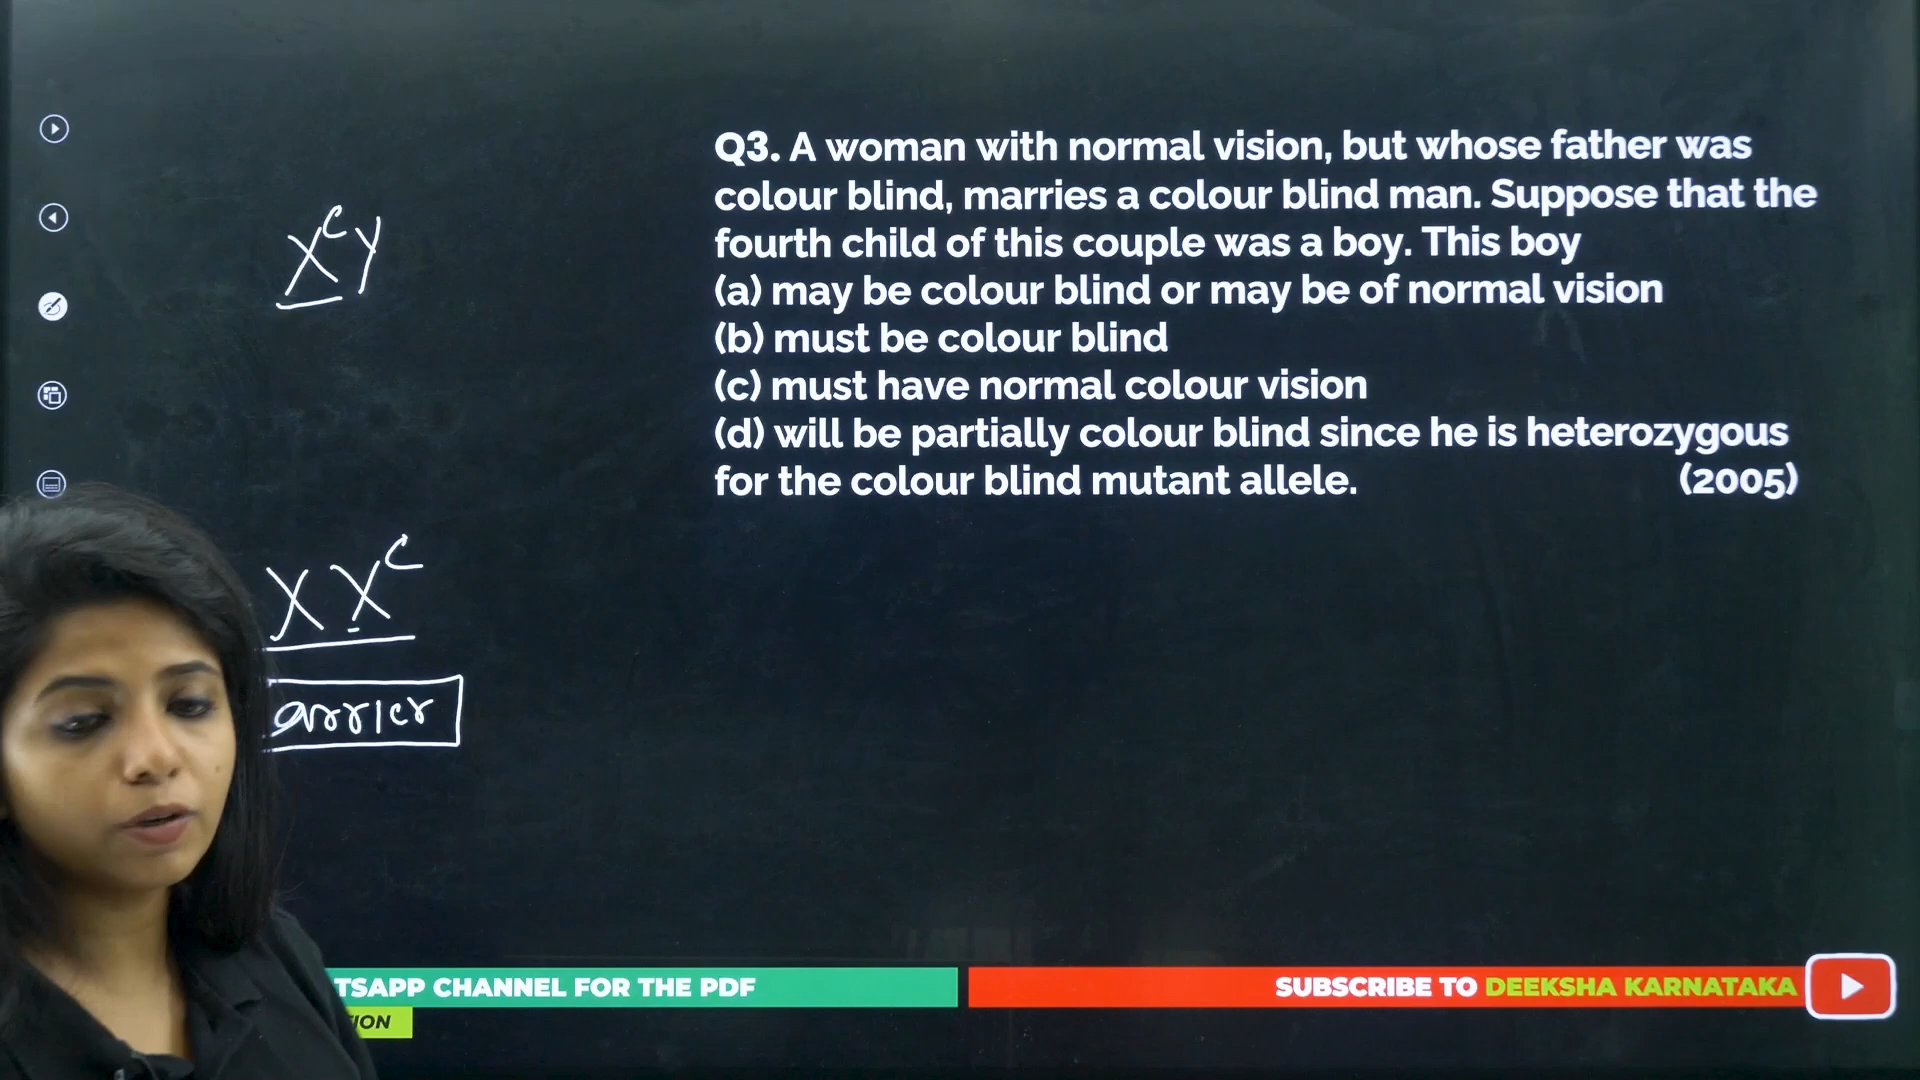 Q3. A woman with normal vision, but whose father was
colour blind, marries a colour blind man. Suppose that the
fourth child of this couple was a boy. This boy
(a) may be colour blind or may be of normal vision
(b) must be colour blind
(c) must have normal colour vision
(d) will be partially colour blind since he is heterozygous
for the colour blind mutant allele. (2005)
XᶜY
X Xᶜ
arrier
TSAPP CHANNEL FOR THE PDF
ION
SUBSCRIBE TO DEEKSHA KARNATAKA